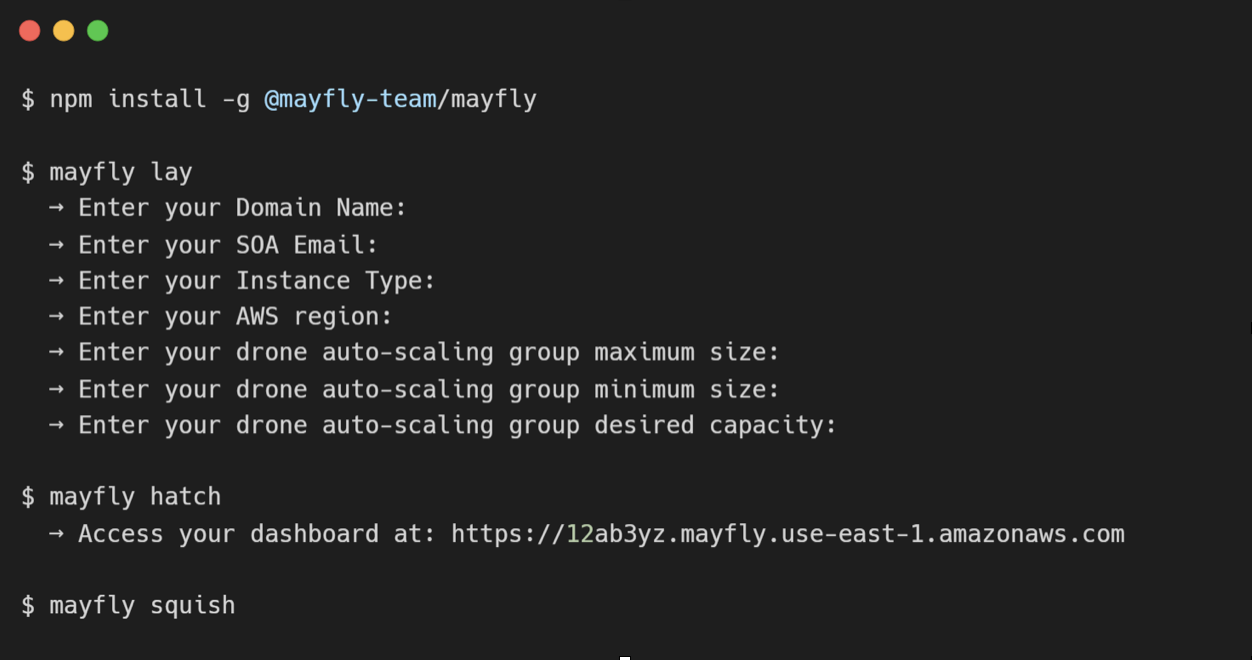 $ npm install -g @mayfly-team/mayfly
$ mayfly lay
→ Enter your Domain Name:
→ Enter your SOA Email:
→ Enter your Instance Type:
→ Enter your AWS region:
→ Enter your drone auto-scaling group maximum size:
→ Enter your drone auto-scaling group minimum size:
→ Enter your drone auto-scaling group desired capacity:
$ mayfly hatch
→ Access your dashboard at: https://12ab3yz.mayfly.use-east-1.amazonaws.com
$ mayfly squish